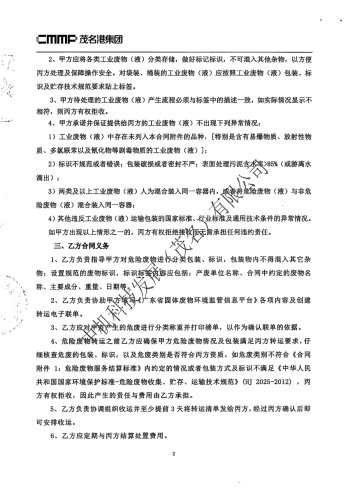 CMMP 茂名港集团
2、甲方应将各类工业废物（液）分类存储，做好标记标识，不可混入其他杂物，以方便
丙方处理及保障操作安全。对袋装、桶装的工业废物（液）应按照工业废物（液）包装、标
识及贮存技术规范要求贴上标签。
3、甲方待处理的工业废物（液）产生流程必须与标签中的描述一致，如实际情况显示不
相符，则丙方有权拒收。
4、甲方承诺并保证提供给丙方的工业废物（液）不出现下列异常情况：
1）工业废物（液）中存在未列入本合同附件的品种，[特别是含有易爆物质、放射性物
质、多氯联苯以及氰化物等剧毒物质的工业废物（液）]；
2）标识不规范或者错误；包装破损或者密封不严；表面处理污泥含水率>85%（或游离水
滴出）；
3）两类及以上工业废物（液）人为混合装入同一容器内，或者将危险废物（液）与非危
险废物（液）混合装入同一容器；
4）其他违反工业废物（液）运输包装的国家标准、行业标准及通用技术条件的异常情况。
如甲方出现以上情形之一的，丙方有权拒绝接收而无需承担任何违约责任。
三、乙方合同义务
1、乙方负责指导甲方对危险废物进行分类包装、标识，包装物内不再混入其它杂
物；设置规范的废物标识，标识标签内容应包括：产废单位名称、合同中约定的废物名
称、主要成分、重量、日期等。
2、乙方负责协助甲方填写《广东省固体废物环境监管信息平台》各项内容及创建
转运电子联单。
3、乙方应对甲方产生的危废进行分类称重并打印磅单，以作为确认联单的依据。
4、危险废物转运之前乙方应确保甲方危险废物情况及包装满足丙方转运要求，仔
细核查危废的包装、标识，以及危废类别是否符合丙方资质，如危废类别不符合《合同
附件 1：危险废物服务结算标准》内约定的情况或者包装方式及标识不满足《中华人民
共和国国家环境保护标准-危险废物收集、贮存、运输技术规范》（HJ 2025-2012），丙
方有权拒收，因此产生的责任与费用由乙方承担。
5、乙方负责协调组织收运并至少提前 3 天将转运清单发给丙方，经过丙方确认后即
可安排收运。
6、乙方应定期与丙方结算处置费用。
2